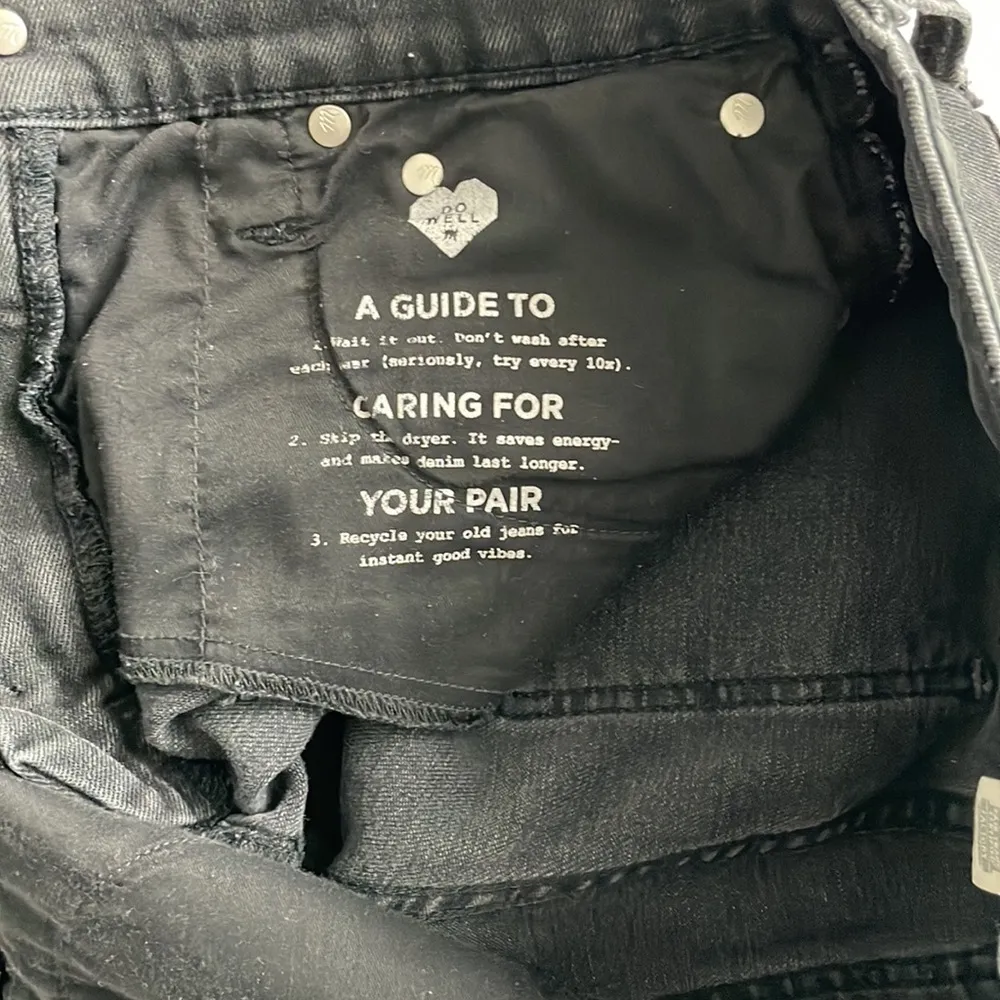 DO
WELL
M
A GUIDE TO
1. Wait it out. Don't wash after
each wear (seriously, try every 10x).
CARING FOR
2. Skip the dryer. It saves energy-
and makes denim last longer.
YOUR PAIR
3. Recycle your old jeans for
instant good vibes.